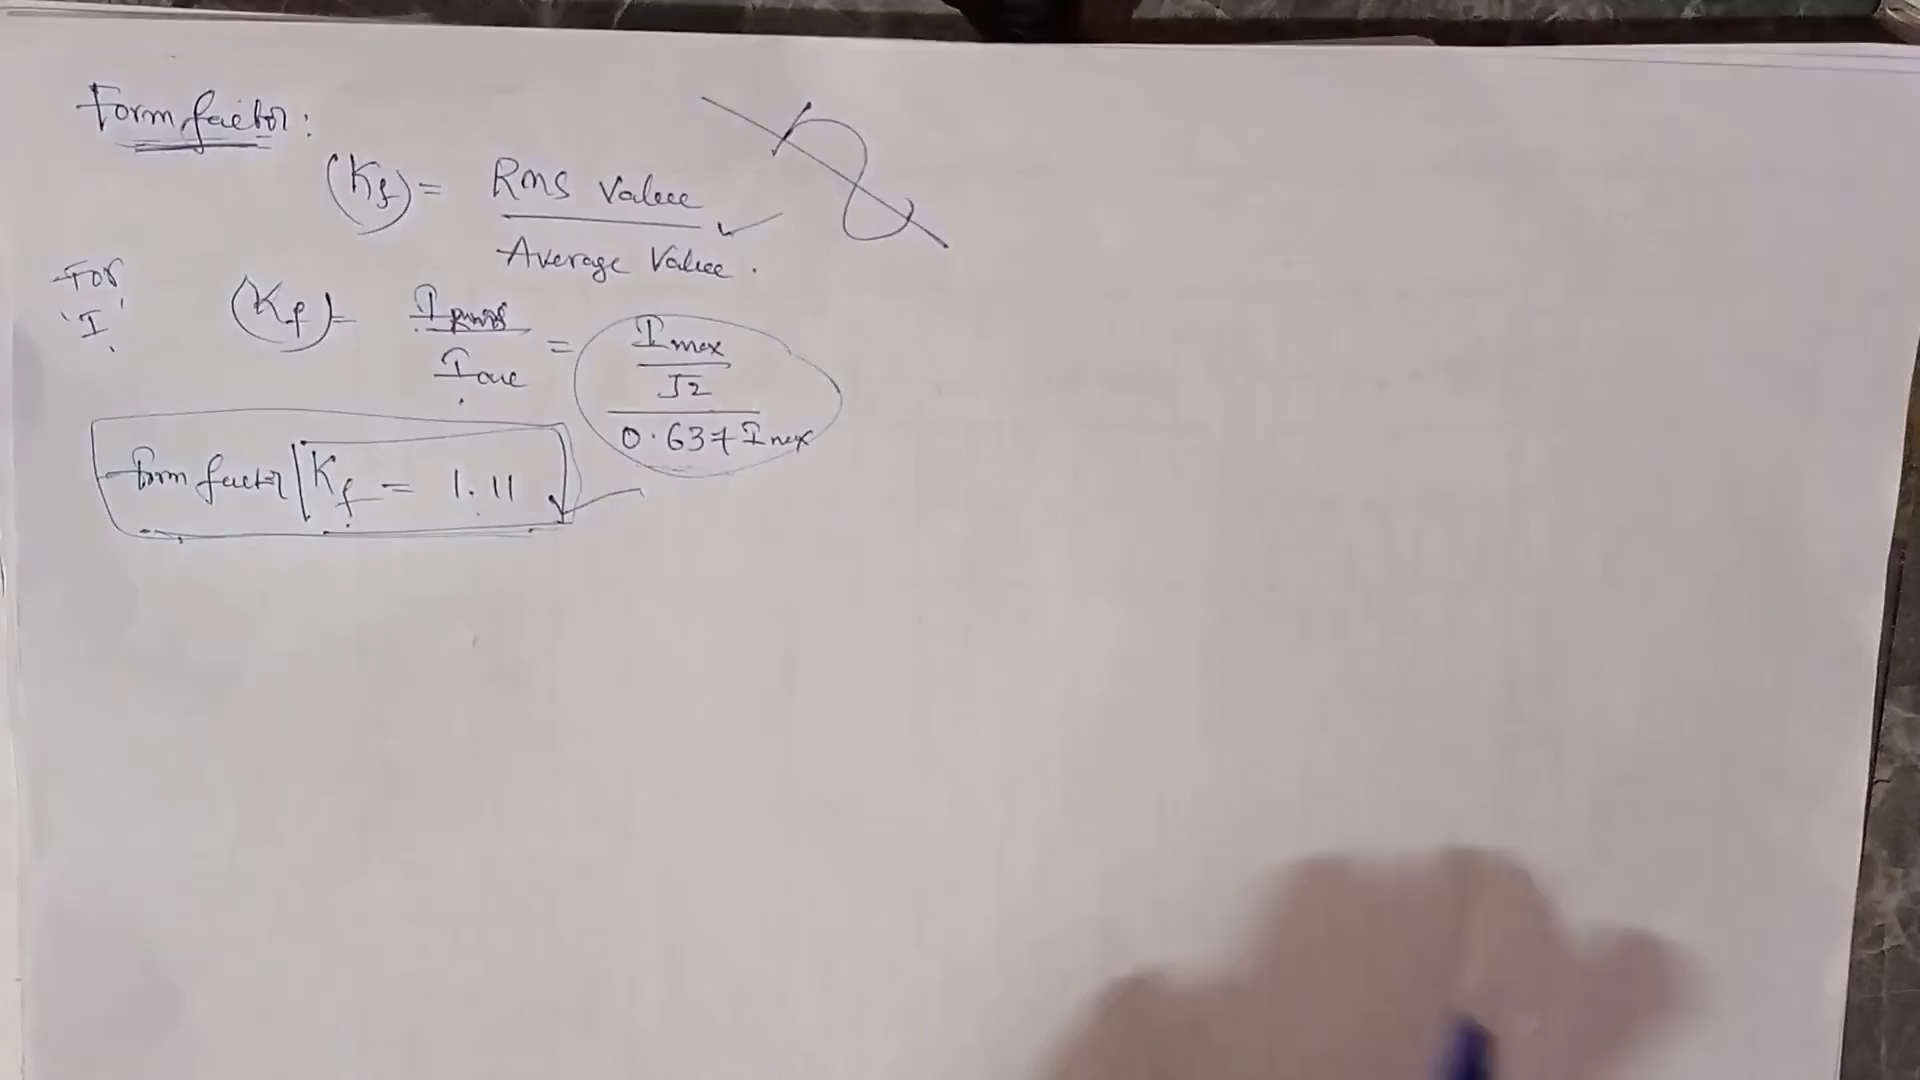 Form factor:
(Kf) = Rms Value / Average Value.
For 'I' (Kf) = Irms / Iave = Imax / √2 / 0.637 Imax
Form factor Kf = 1.11